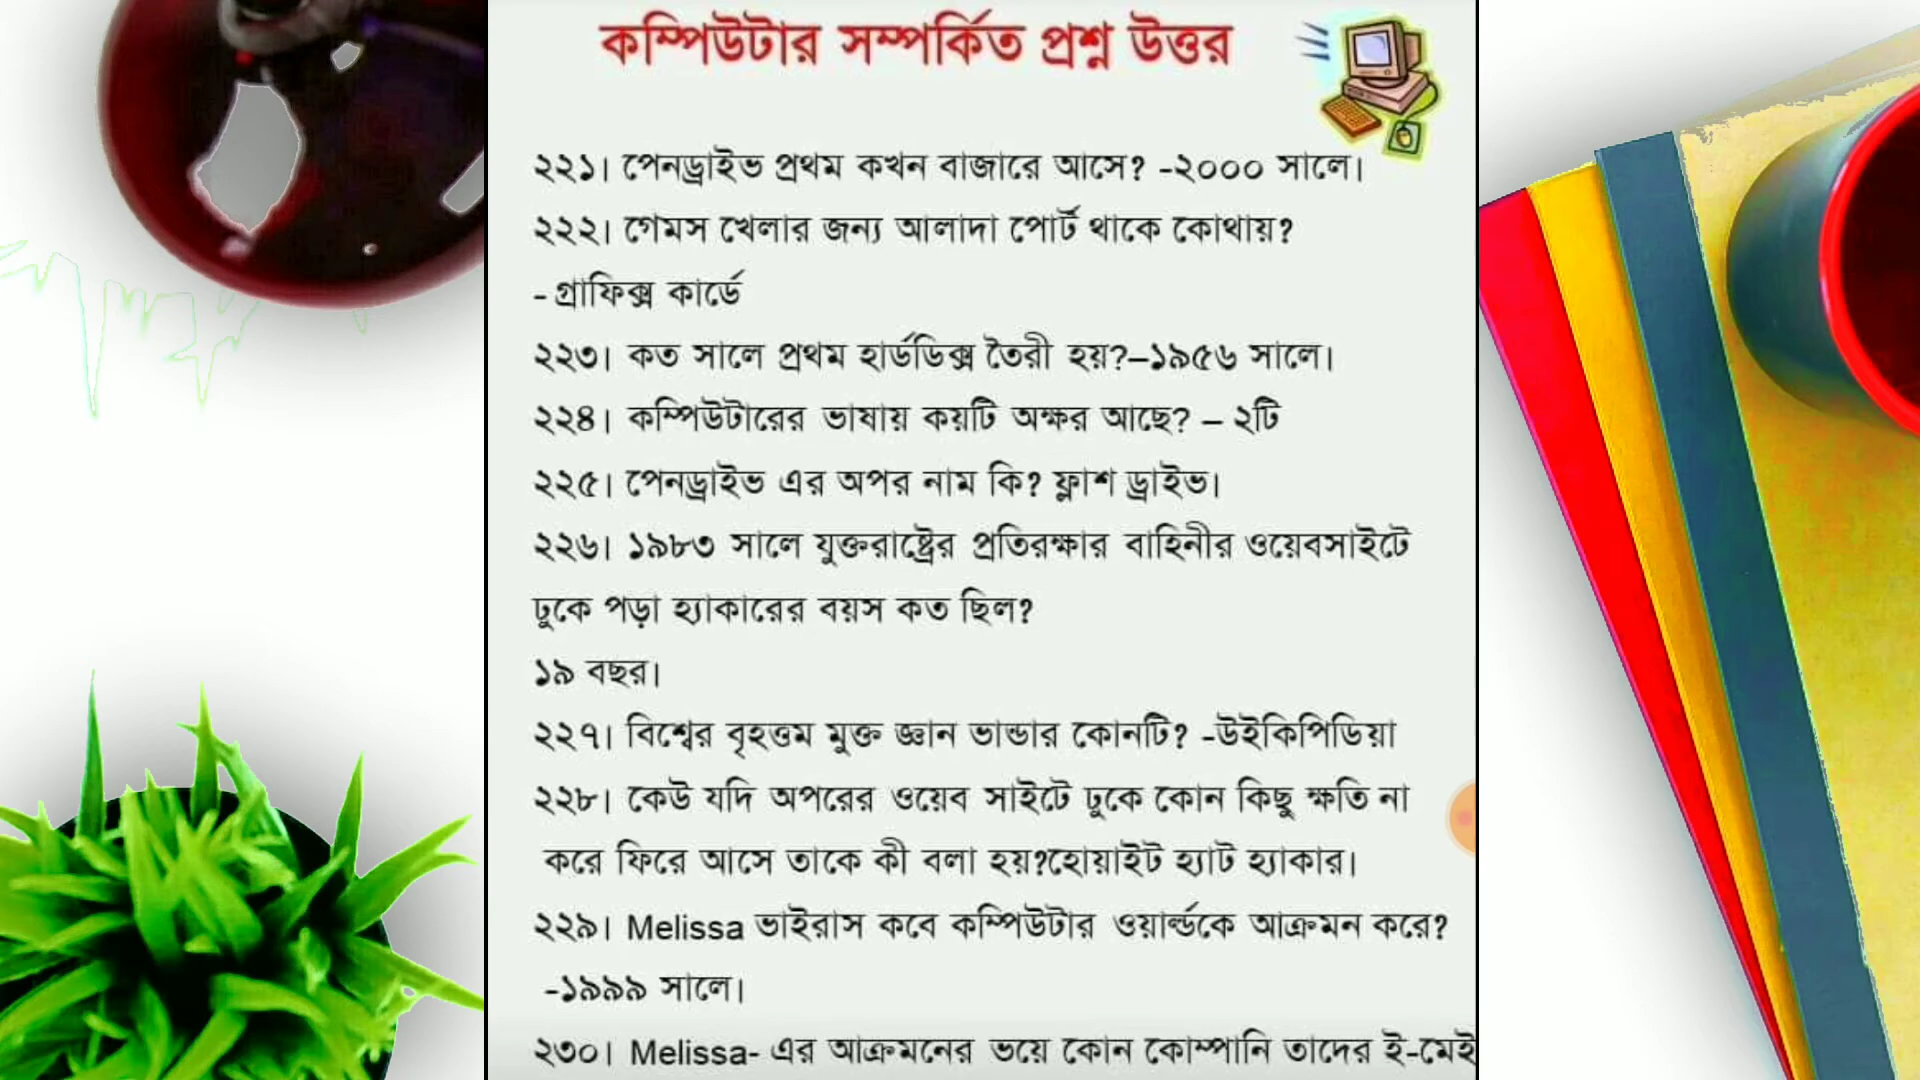 কম্পিউটার সম্পর্কিত প্রশ্ন উত্তর
২২১। পেনড্রাইভ প্রথম কখন বাজারে আসে? -২০০০ সালে।
২২২। গেমস খেলার জন্য আলাদা পোর্ট থাকে কোথায়?
- গ্রাফিক্স কার্ডে
২২৩। কত সালে প্রথম হার্ডডিক্স তৈরী হয়?–১৯৫৬ সালে।
২২৪। কম্পিউটারের ভাষায় কয়টি অক্ষর আছে? – ২টি
২২৫। পেনড্রাইভ এর অপর নাম কি? ফ্লাশ ড্রাইভ।
২২৬। ১৯৮৩ সালে যুক্তরাষ্ট্রের প্রতিরক্ষার বাহিনীর ওয়েবসাইটে
ঢুকে পড়া হ্যাকারের বয়স কত ছিল?
১৯ বছর।
২২৭। বিশ্বের বৃহত্তম মুক্ত জ্ঞান ভান্ডার কোনটি? -উইকিপিডিয়া
২২৮। কেউ যদি অপরের ওয়েব সাইটে ঢুকে কোন কিছু ক্ষতি না
করে ফিরে আসে তাকে কী বলা হয়?হোয়াইট হ্যাট হ্যাকার।
২২৯। Melissa ভাইরাস কবে কম্পিউটার ওয়ার্ল্ডকে আক্রমন করে?
-১৯৯৯ সালে।
২৩০। Melissa- এর আক্রমনের ভয়ে কোন কোম্পানি তাদের ই-মেই